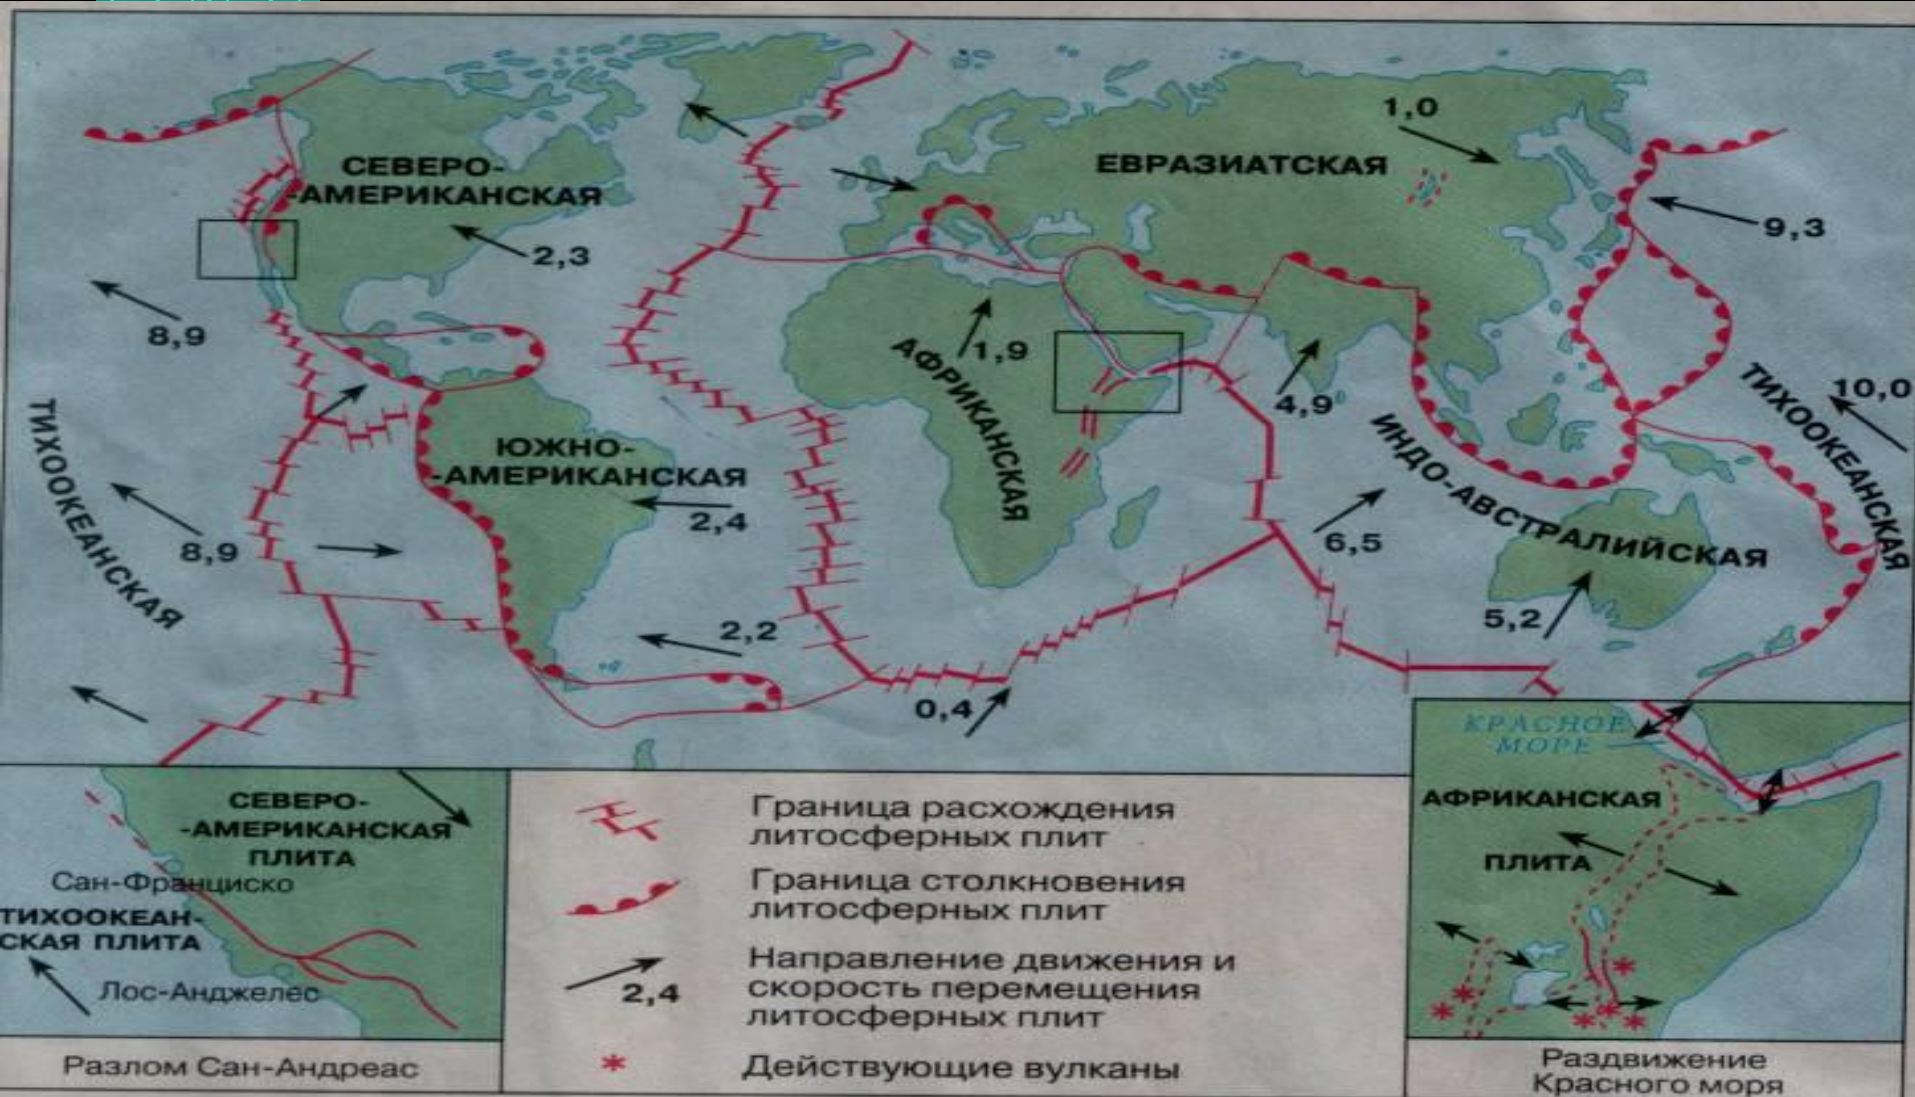 1,0
СЕВЕРО-
-АМЕРИКАНСКАЯ
ЕВРАЗИАТСКАЯ
9,3
2,3
8,9
АФРИКАНСКАЯ
1,9
4,9
ТИХООКЕАНСКАЯ
10,0
ТИХООКЕАНСКАЯ
ЮЖНО-
-АМЕРИКАНСКАЯ
2,4
ИНДО-АВСТРАЛИЙСКАЯ
8,9
6,5
5,2
2,2
0,4
СЕВЕРО-
-АМЕРИКАНСКАЯ
ПЛИТА
Сан-Франциско
ТИХООКЕАН-
СКАЯ ПЛИТА
Лос-Анджелес
Разлом Сан-Андреас
Граница расхождения
литосферных плит
Граница столкновения
литосферных плит
2,4
Направление движения и
скорость перемещения
литосферных плит
Действующие вулканы
КРАСНОЕ
МОРЕ
АФРИКАНСКАЯ
ПЛИТА
Раздвижение
Красного моря